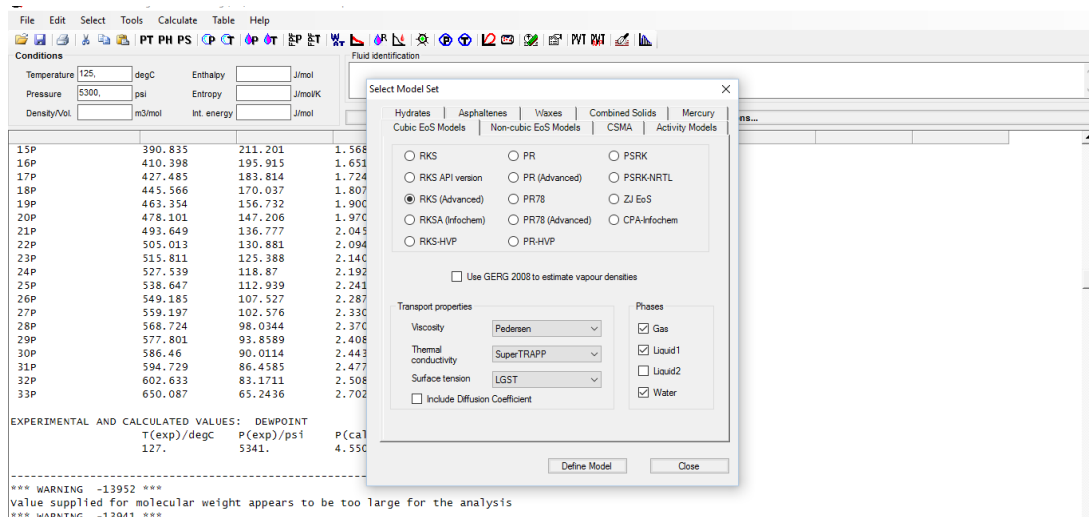 File Edit Select Tools Calculate Table Help
PT PH PS
Conditions
Fluid identification
Temperature 125, degC Enthalpy J/mol
Pressure 5300, psi Entropy J/mol/K
Density/Vol. m3/mol Int. energy J/mol
ns...
15P 390.835 211.201 1.568
16P 410.398 195.915 1.651
17P 427.485 183.814 1.724
18P 445.566 170.037 1.807
19P 463.354 156.732 1.900
20P 478.101 147.206 1.970
21P 493.649 136.777 2.045
22P 505.013 130.881 2.094
23P 515.811 125.388 2.140
24P 527.539 118.87 2.192
25P 538.647 112.939 2.241
26P 549.185 107.527 2.287
27P 559.197 102.576 2.330
28P 568.724 98.0344 2.370
29P 577.801 93.8589 2.408
30P 586.46 90.0114 2.443
31P 594.729 86.4585 2.477
32P 602.633 83.1711 2.508
33P 650.087 65.2436 2.702
EXPERIMENTAL AND CALCULATED VALUES: DEWPOINT
T(exp)/degC P(exp)/psi P(cal
127. 5341. 4.550
*** WARNING -13952 ***
Value supplied for molecular weight appears to be too large for the analysis
*** WARNING -13941 ***
Select Model Set
Hydrates Asphaltenes Waxes Combined Solids Mercury
Cubic EoS Models Non-cubic EoS Models CSMA Activity Models
RKS PR PSRK
RKS API version PR (Advanced) PSRK-NRTL
RKS (Advanced) PR78 ZJ EoS
RKSA (Infochem) PR78 (Advanced) CPA-Infochem
RKS-HVP PR-HVP
Use GERG 2008 to estimate vapour densities
Transport properties Phases
Viscosity Pedersen Gas
Thermal conductivity SuperTRAPP Liquid1
Surface tension LGST Liquid2
Include Diffusion Coefficient Water
Define Model Close